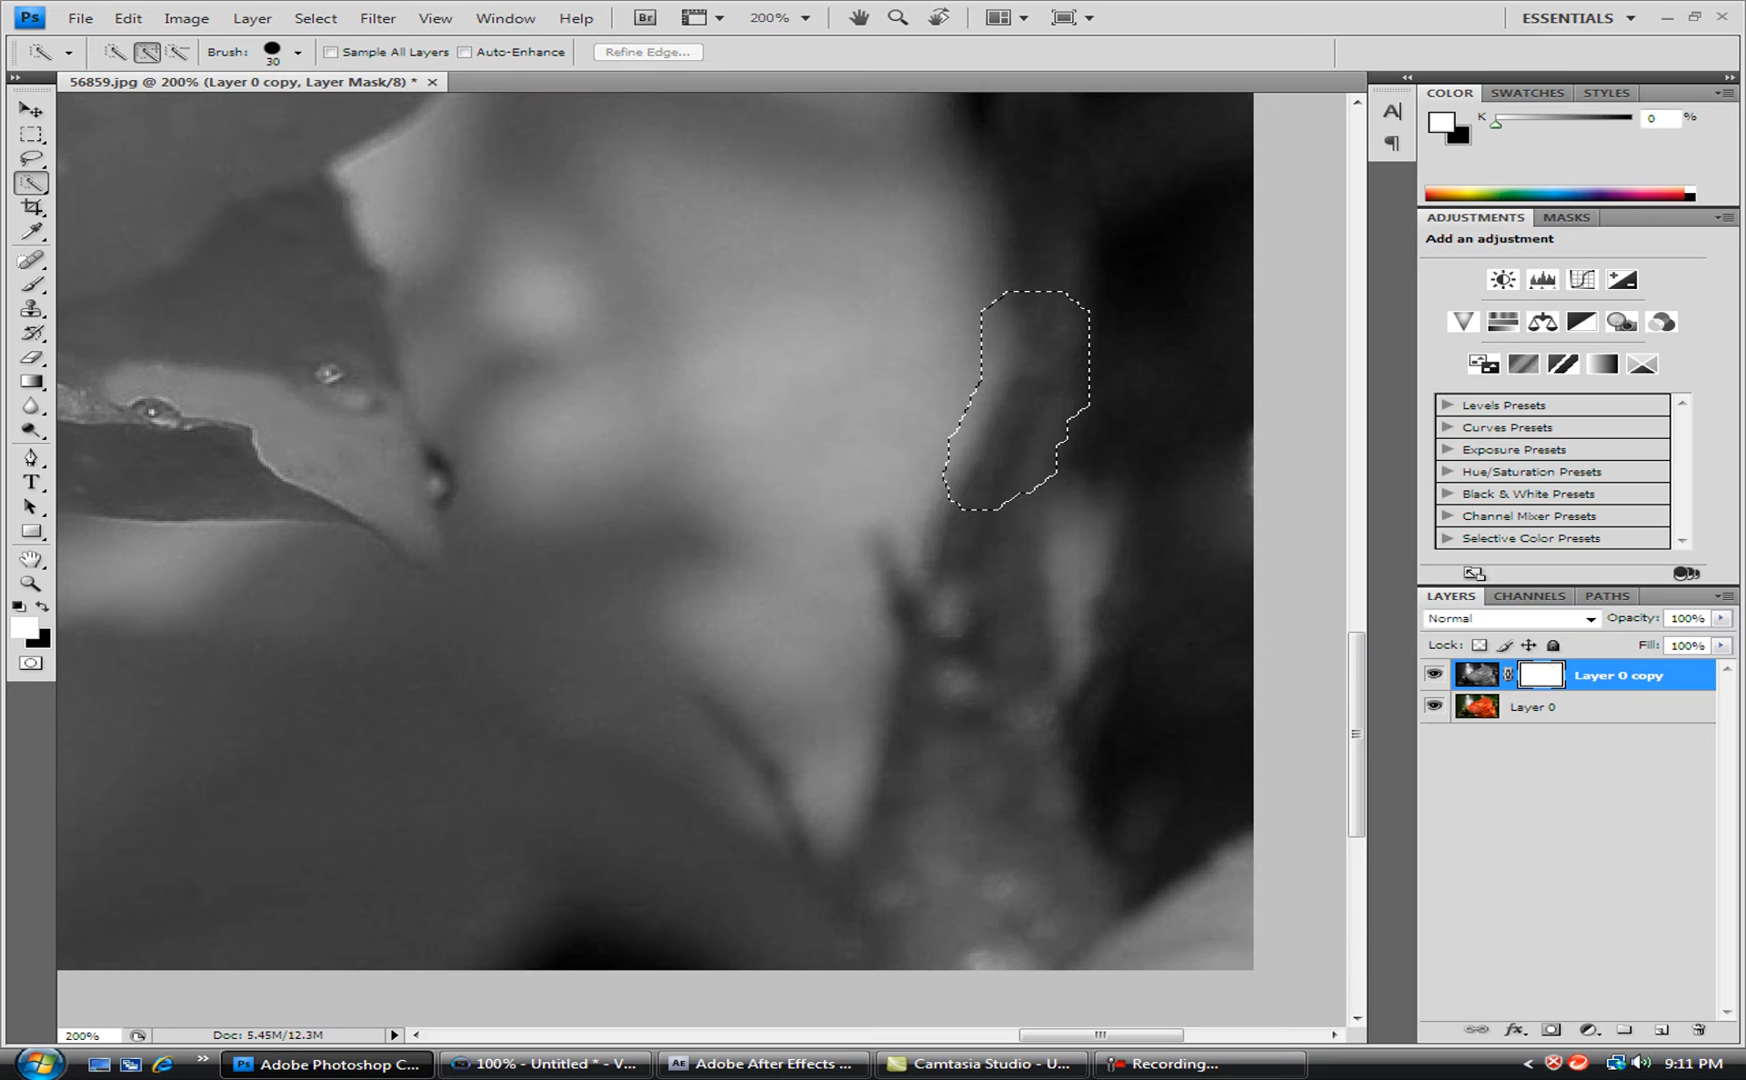 Ps File Edit Image Layer Select Filter View Window Help Br 200% ESSENTIALS
Brush: 30 Sample All Layers Auto-Enhance Refine Edge...
56859.jpg @ 200% (Layer 0 copy, Layer Mask/8) *
COLOR SWATCHES STYLES
K 0 %
ADJUSTMENTS MASKS
Add an adjustment
Levels Presets
Curves Presets
Exposure Presets
Hue/Saturation Presets
Black & White Presets
Channel Mixer Presets
Selective Color Presets
LAYERS CHANNELS PATHS
Normal Opacity: 100%
Lock: Fill: 100%
Layer 0 copy
Layer 0
200% Doc: 5.45M/12.3M
Ps Adobe Photoshop C... 100% - Untitled * - V... AE Adobe After Effects ... Camtasia Studio - U... Recording... 9:11 PM